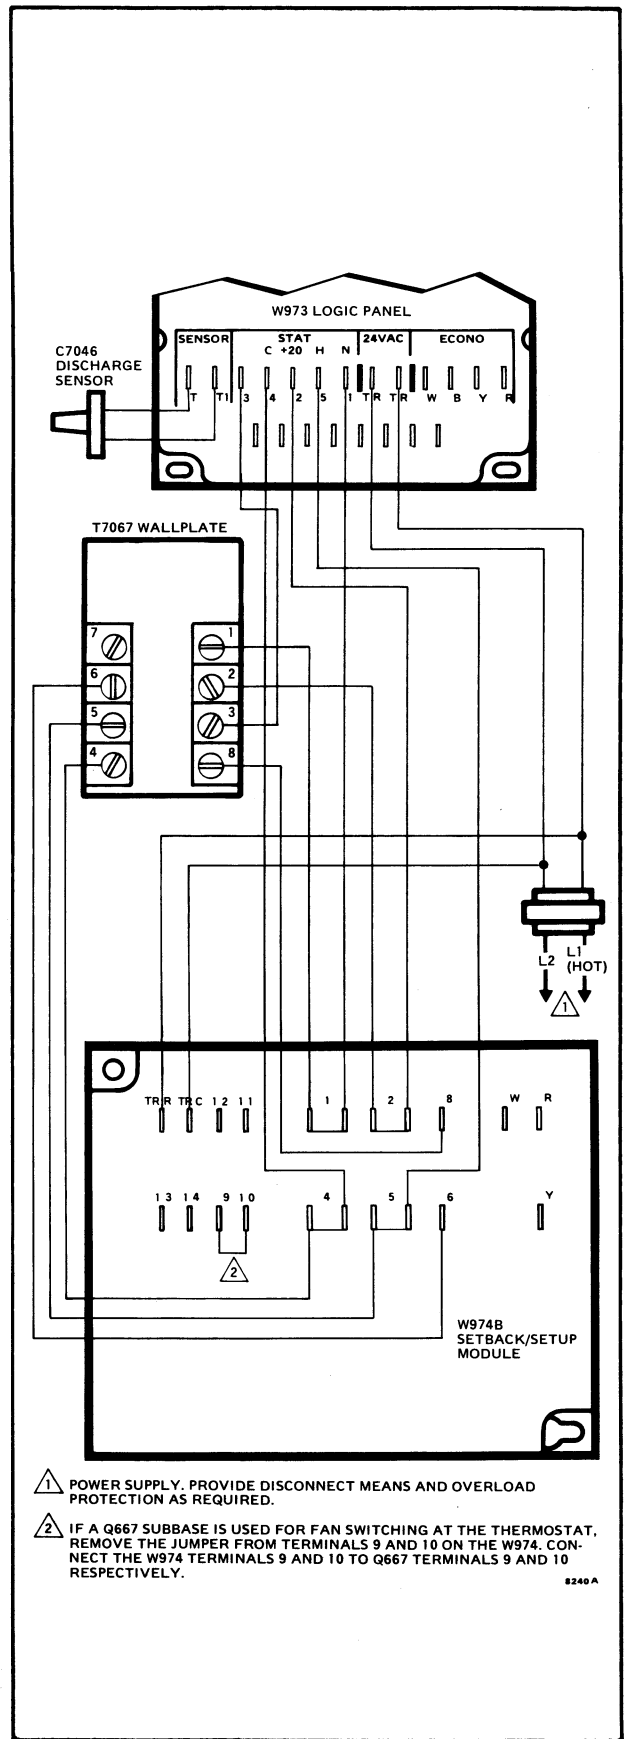 W973 LOGIC PANEL
SENSOR STAT 24VAC ECONO
C +20 H N
T T1 3 4 2 5 1 TR TR W B Y R
C7046
DISCHARGE
SENSOR
T7067 WALLPLATE
7 1
6 2
5 3
4 8
L2 L1
(HOT)
1
TR R TR C 12 11 1 2 8 W R
13 14 9 10 4 5 6 Y
2
W974B
SETBACK/SETUP
MODULE
1 POWER SUPPLY. PROVIDE DISCONNECT MEANS AND OVERLOAD
PROTECTION AS REQUIRED.
2 IF A Q667 SUBBASE IS USED FOR FAN SWITCHING AT THE THERMOSTAT,
REMOVE THE JUMPER FROM TERMINALS 9 AND 10 ON THE W974. CON-
NECT THE W974 TERMINALS 9 AND 10 TO Q667 TERMINALS 9 AND 10
RESPECTIVELY.
8240A